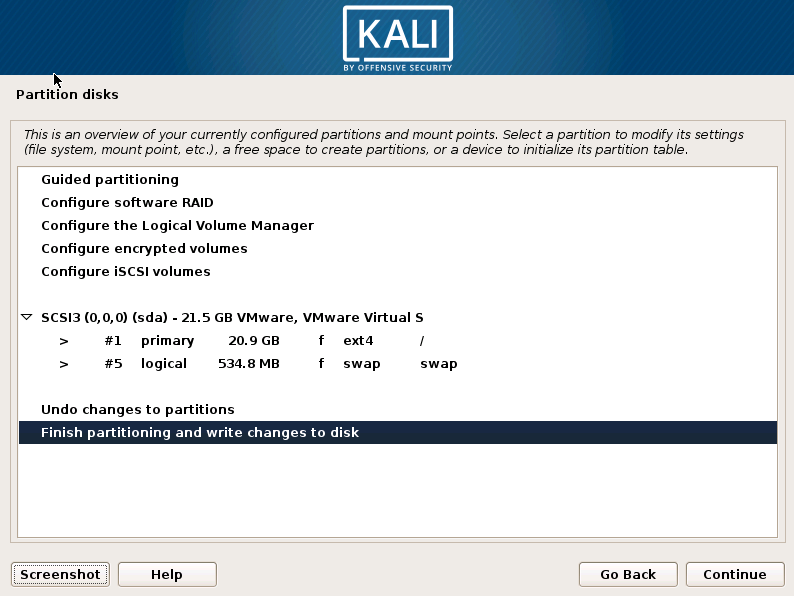 KALI
BY OFFENSIVE SECURITY
Partition disks
This is an overview of your currently configured partitions and mount points. Select a partition to modify its settings
(file system, mount point, etc.), a free space to create partitions, or a device to initialize its partition table.
Guided partitioning
Configure software RAID
Configure the Logical Volume Manager
Configure encrypted volumes
Configure iSCSI volumes
SCSI3 (0,0,0) (sda) - 21.5 GB VMware, VMware Virtual S
> #1 primary 20.9 GB f ext4 /
> #5 logical 534.8 MB f swap swap
Undo changes to partitions
Finish partitioning and write changes to disk
Screenshot Help Go Back Continue